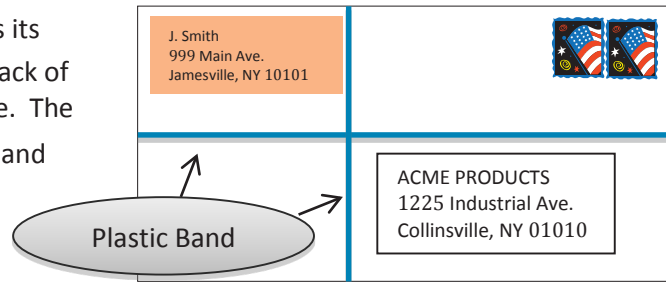 s its
ack of
e. The
and
J. Smith
999 Main Ave.
Jamesville, NY 10101
ACME PRODUCTS
1225 Industrial Ave.
Collinsville, NY 01010
Plastic Band